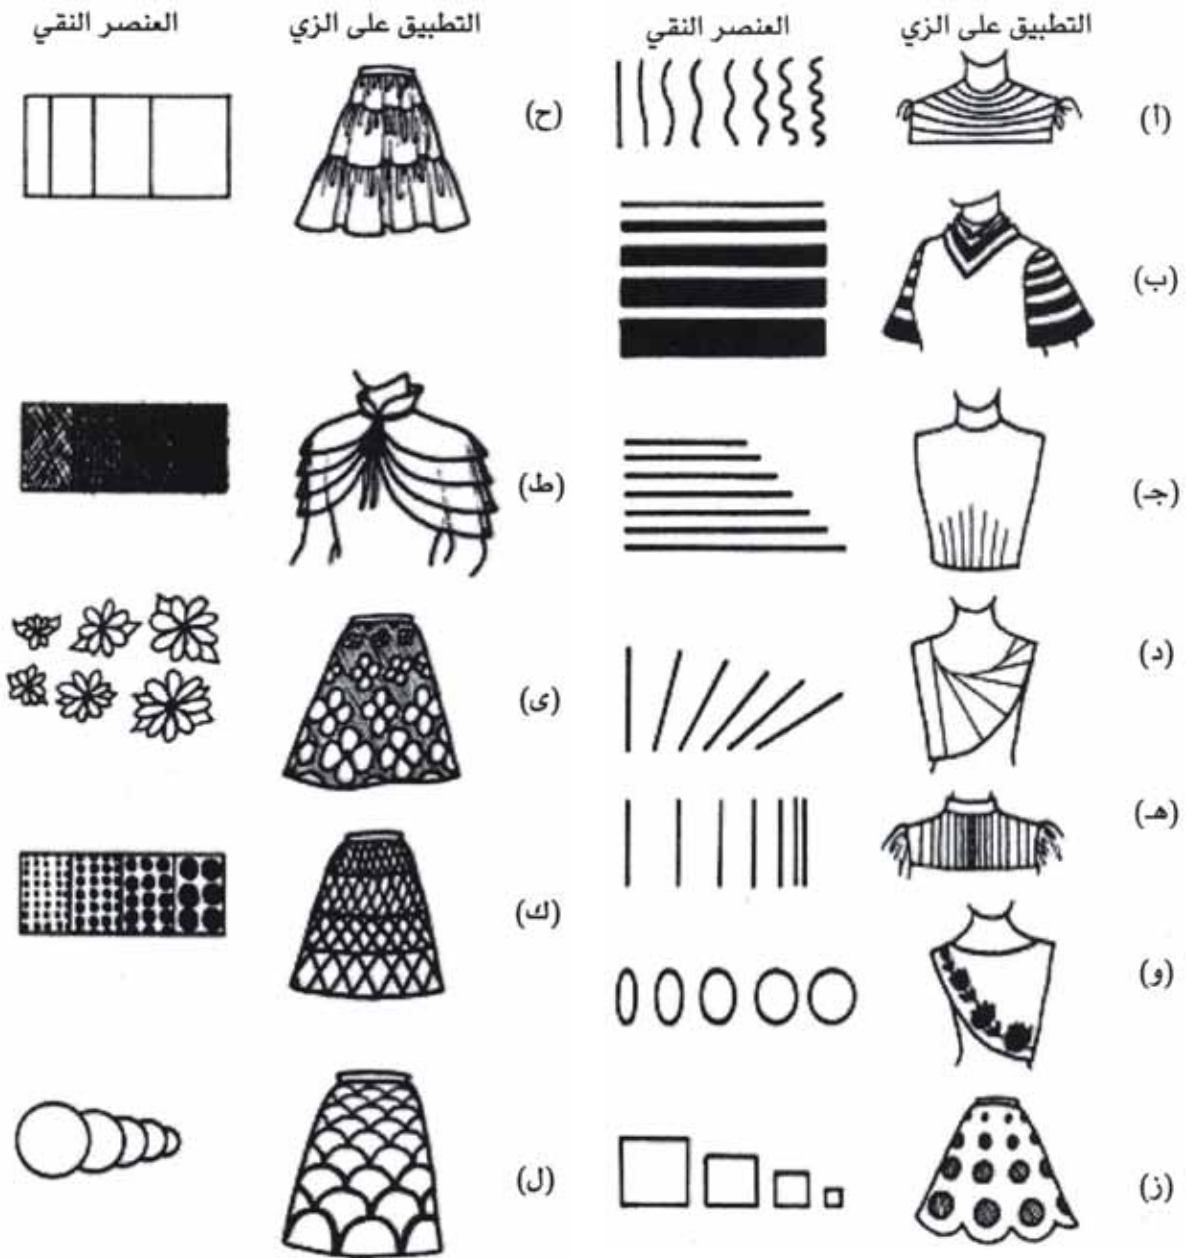 التطبيق على الزي
العنصر النقي
(أ)
(ب)
(جـ)
(د)
(هـ)
(و)
(ز)
التطبيق على الزي
العنصر النقي
(ح)
(ط)
(ى)
(ك)
(ل)